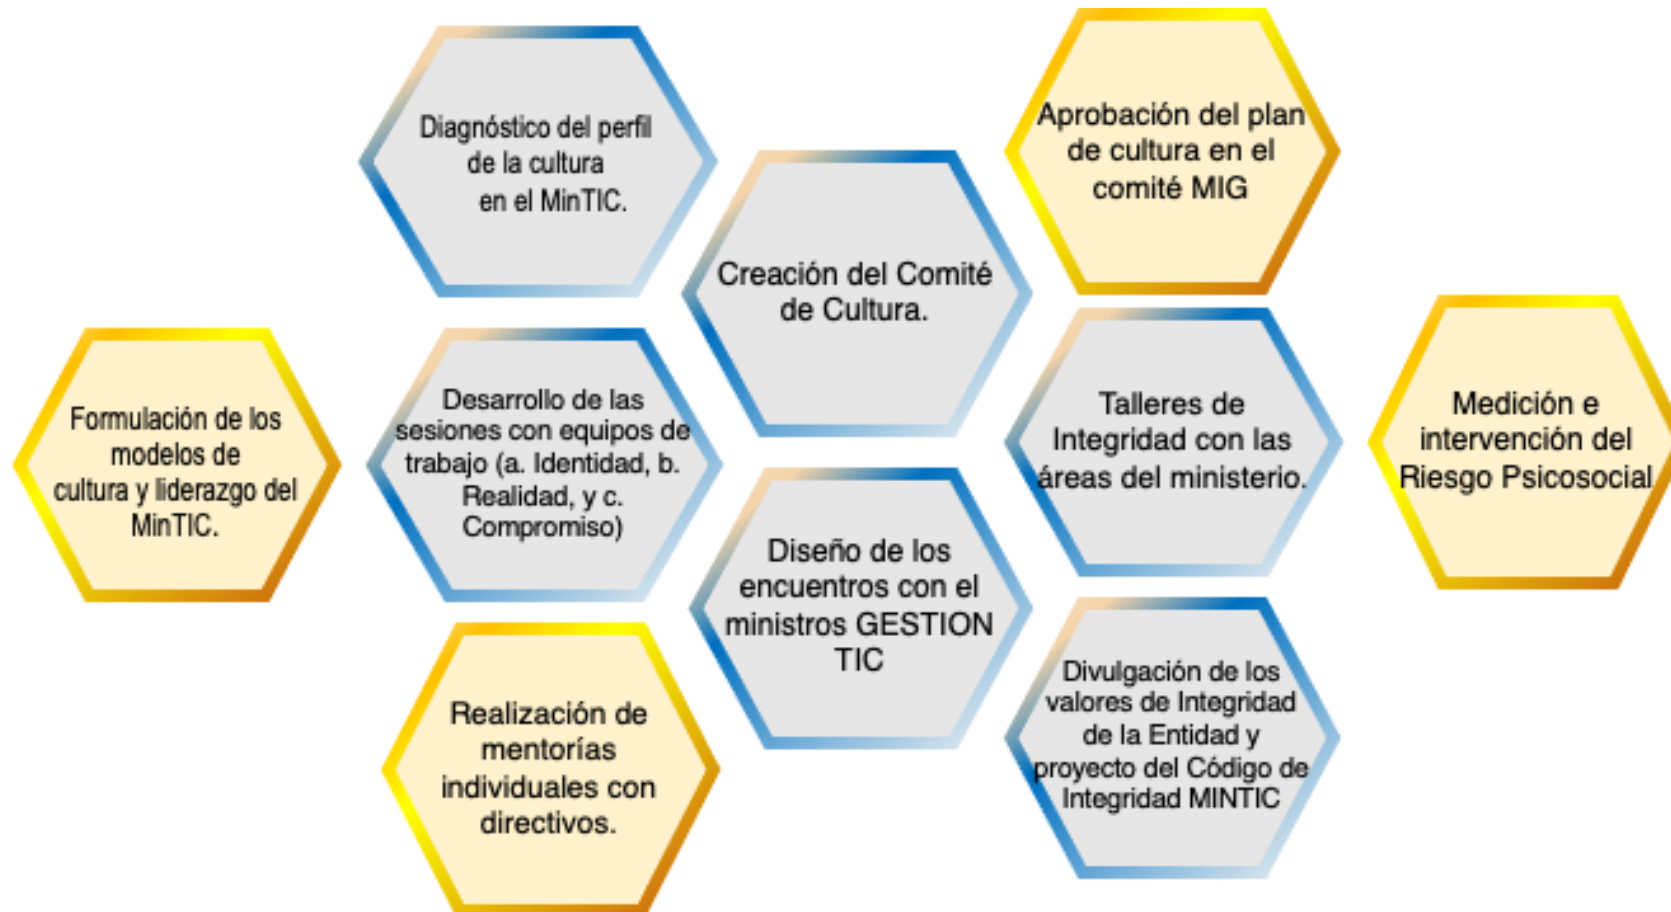 Diagnóstico del perfil
de la cultura
en el MinTIC.
Aprobación del plan
de cultura en el
comité MIG
Creación del Comité
de Cultura.
Formulación de los
modelos de
cultura y liderazgo del
MinTIC.
Desarrollo de las
sesiones con equipos de
trabajo (a. Identidad, b.
Realidad, y c.
Compromiso)
Talleres de
Integridad con las
áreas del ministerio.
Medición e
intervención del
Riesgo Psicosocial
Diseño de los
encuentros con el
ministros GESTION
TIC
Realización de
mentorías
individuales con
directivos.
Divulgación de los
valores de Integridad
de la Entidad y
proyecto del Código de
Integridad MINTIC